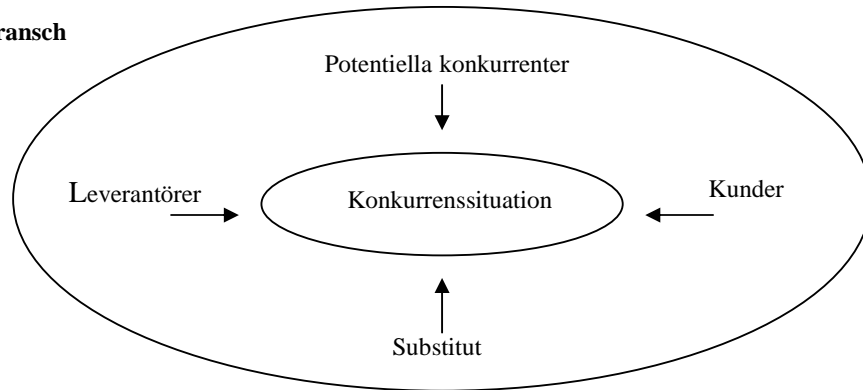 ransch
Potentiella konkurrenter
Leverantörer
Konkurrenssituation
Kunder
Substitut